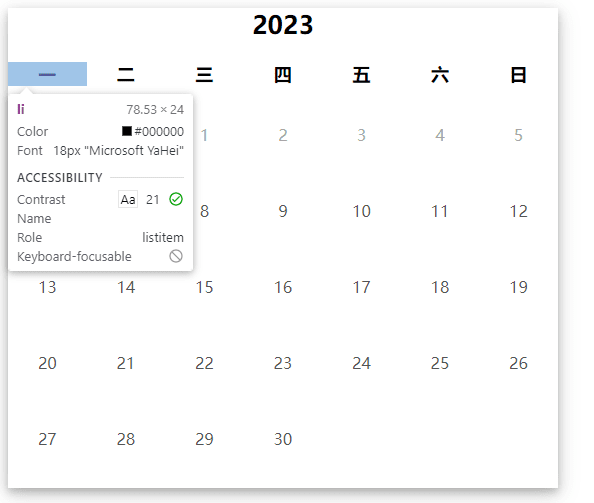 2023
一 二 三 四 五 六 日
li 78.53 × 24
Color #000000
Font 18px "Microsoft YaHei"
ACCESSIBILITY
Contrast Aa 21
Name
Role listitem
Keyboard-focusable
1 2 3 4 5
8 9 10 11 12
13 14 15 16 17 18 19
20 21 22 23 24 25 26
27 28 29 30